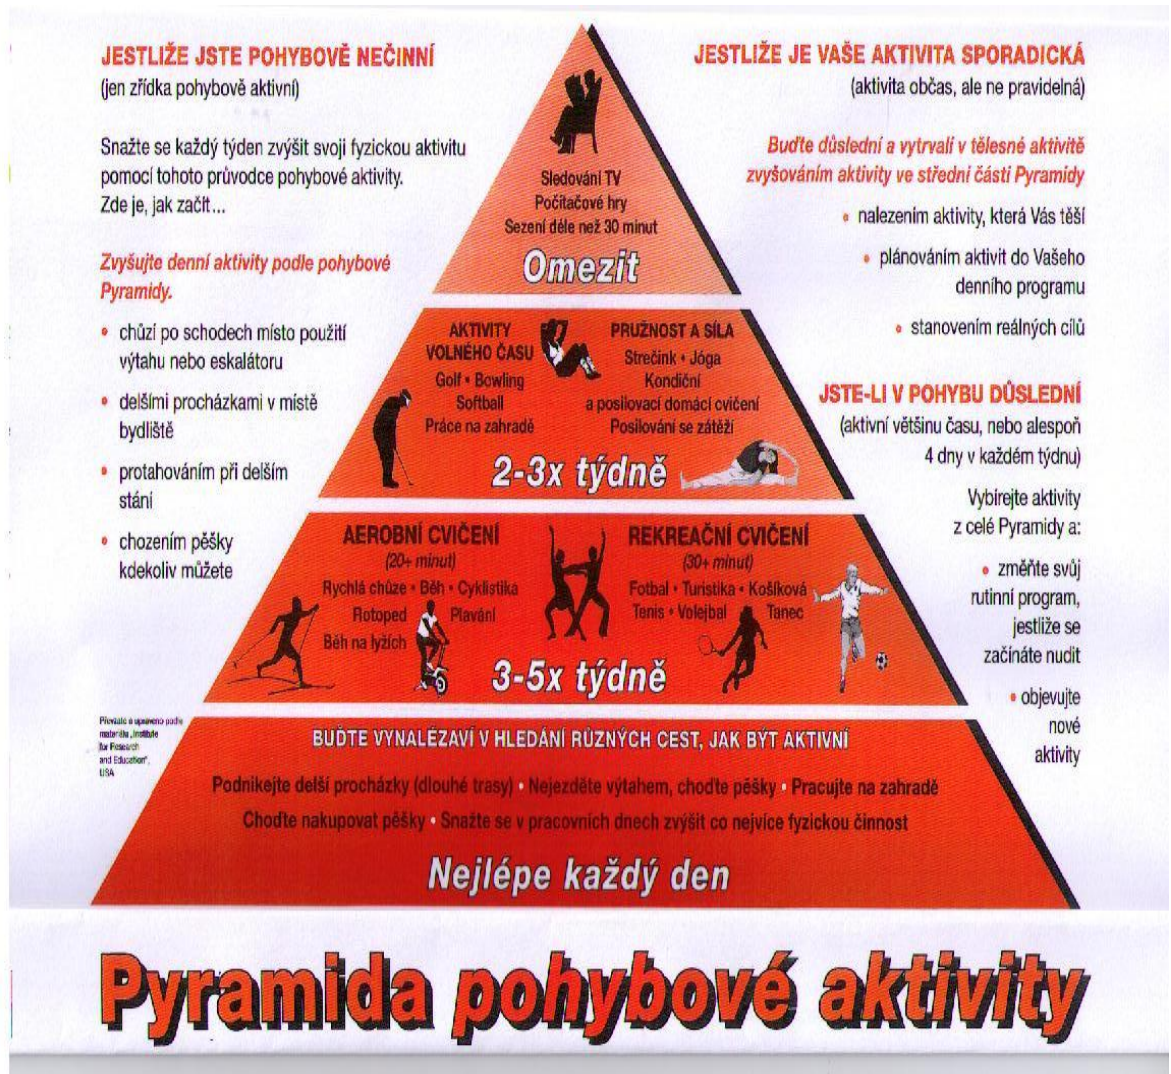 JESTLIŽE JSTE POHYBOVĚ NEČINNÍ
(jen zřídka pohybově aktivní)
Snažte se každý týden zvýšit svoji fyzickou aktivitu
pomocí tohoto průvodce pohybové aktivity.
Zde je, jak začít...
Zvyšujte denní aktivity podle pohybové
Pyramidy.
• chůzí po schodech místo použití
výtahu nebo eskalátoru
• delšími procházkami v místě
bydliště
• protahováním při delším
stání
• chozením pěšky
kdekoliv můžete
JESTLIŽE JE VAŠE AKTIVITA SPORADICKÁ
(aktivita občas, ale ne pravidelná)
Buďte důslední a vytrvalí v tělesné aktivitě
zvyšováním aktivity ve střední části Pyramidy
• nalezením aktivity, která Vás těší
• plánováním aktivit do Vašeho
denního programu
• stanovením reálných cílů
JSTE-LI V POHYBU DŮSLEDNÍ
(aktivní většinu času, nebo alespoň
4 dny v každém týdnu)
Vybírejte aktivity
z celé Pyramidy a:
• změňte svůj
rutinní program,
jestliže se
začínáte nudit
• objevujte
nové
aktivity
Sledování TV
Počítačové hry
Sezení déle než 30 minut
Omezit
AKTIVITY
VOLNÉHO ČASU
Golf • Bowling
Softball
Práce na zahradě
PRUŽNOST A SÍLA
Strečink • Jóga
Kondiční
a posilovací domácí cvičení
Posilování se zátěží
2-3x týdně
AEROBNÍ CVIČENÍ
(20+ minut)
Rychlá chůze • Běh • Cyklistika
Rotoped Plavání
Běh na lyžích
REKREAČNÍ CVIČENÍ
(30+ minut)
Fotbal • Turistika • Košíková
Tenis • Volejbal Tanec
3-5x týdně
Převzato a upraveno podle
materiálu „Institute
for Research
and Education",
USA
BUĎTE VYNALÉZAVÍ V HLEDÁNÍ RŮZNÝCH CEST, JAK BÝT AKTIVNÍ
Podnikejte delší procházky (dlouhé trasy) • Nejezděte výtahem, choďte pěšky • Pracujte na zahradě
Choďte nakupovat pěšky • Snažte se v pracovních dnech zvýšit co nejvíce fyzickou činnost
Nejlépe každý den
Pyramida pohybové aktivity